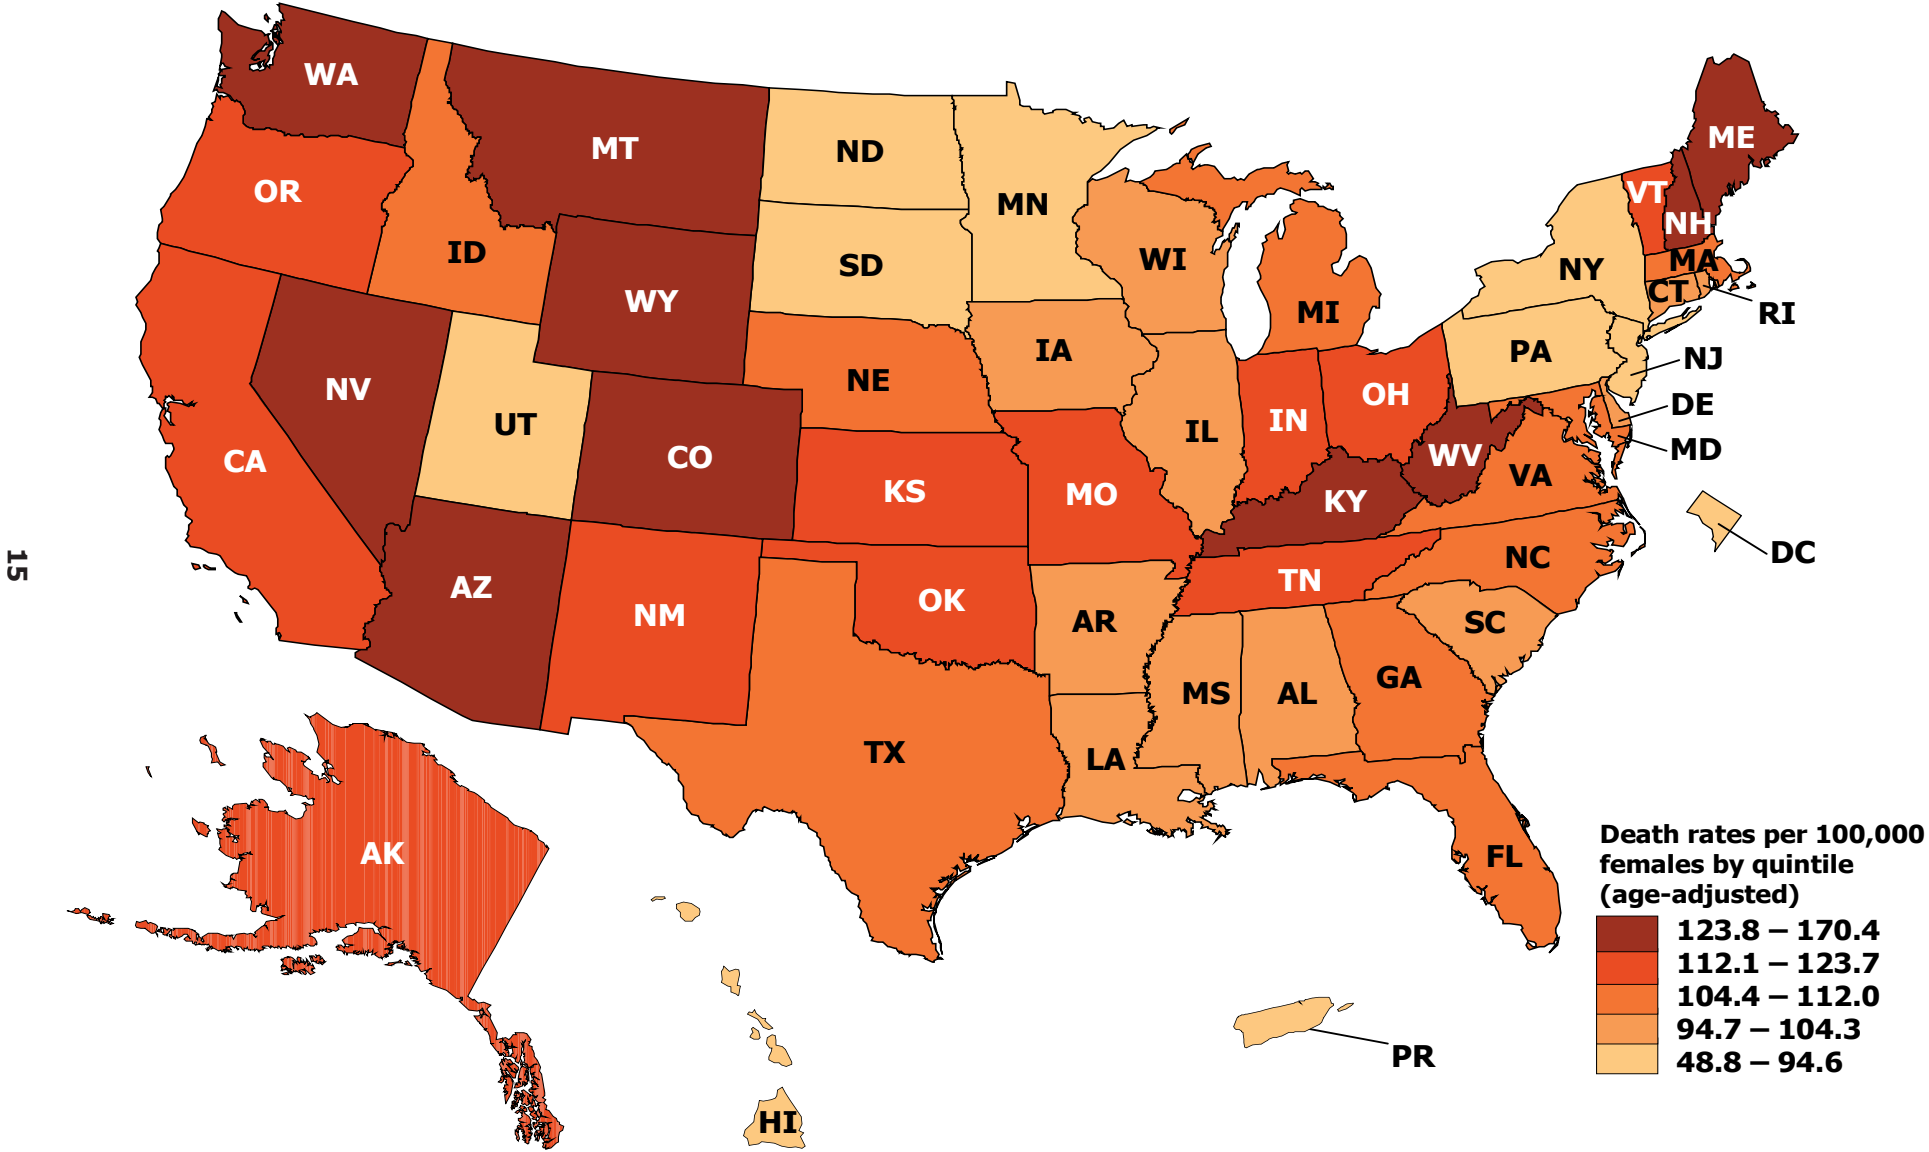 WA
MT
ME
ND
VT
OR
MN
NH
ID
WI
MA
SD
NY
CT
WY
MI
RI
IA
PA
NJ
NE
NV
OH
DE
UT
IN
IL
MD
CO
WV
CA
VA
KS
MO
KY
DC
NC
15
AZ
TN
OK
NM
AR
SC
GA
MS
AL
TX
LA
Death rates per 100,000
females by quintile
(age-adjusted)
AK
FL
123.8 – 170.4
112.1 – 123.7
104.4 – 112.0
94.7 – 104.3
48.8 – 94.6
PR
HI